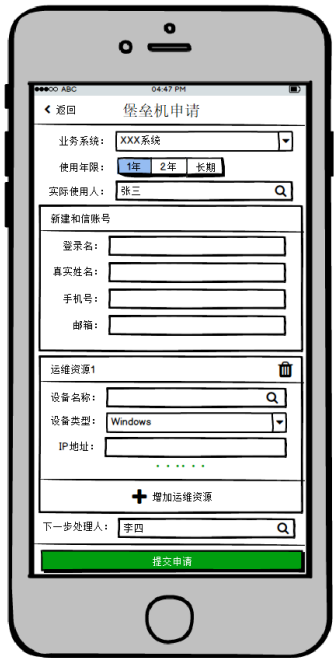 ABC 04:47 PM
返回 堡垒机申请
业务系统： XXX系统
使用年限： 1年 2年 长期
实际使用人： 张三
新建和信账号
登录名：
真实姓名：
手机号：
邮箱：
运维资源1
设备名称：
设备类型： Windows
IP地址：
增加运维资源
下一步处理人： 李四
提交申请